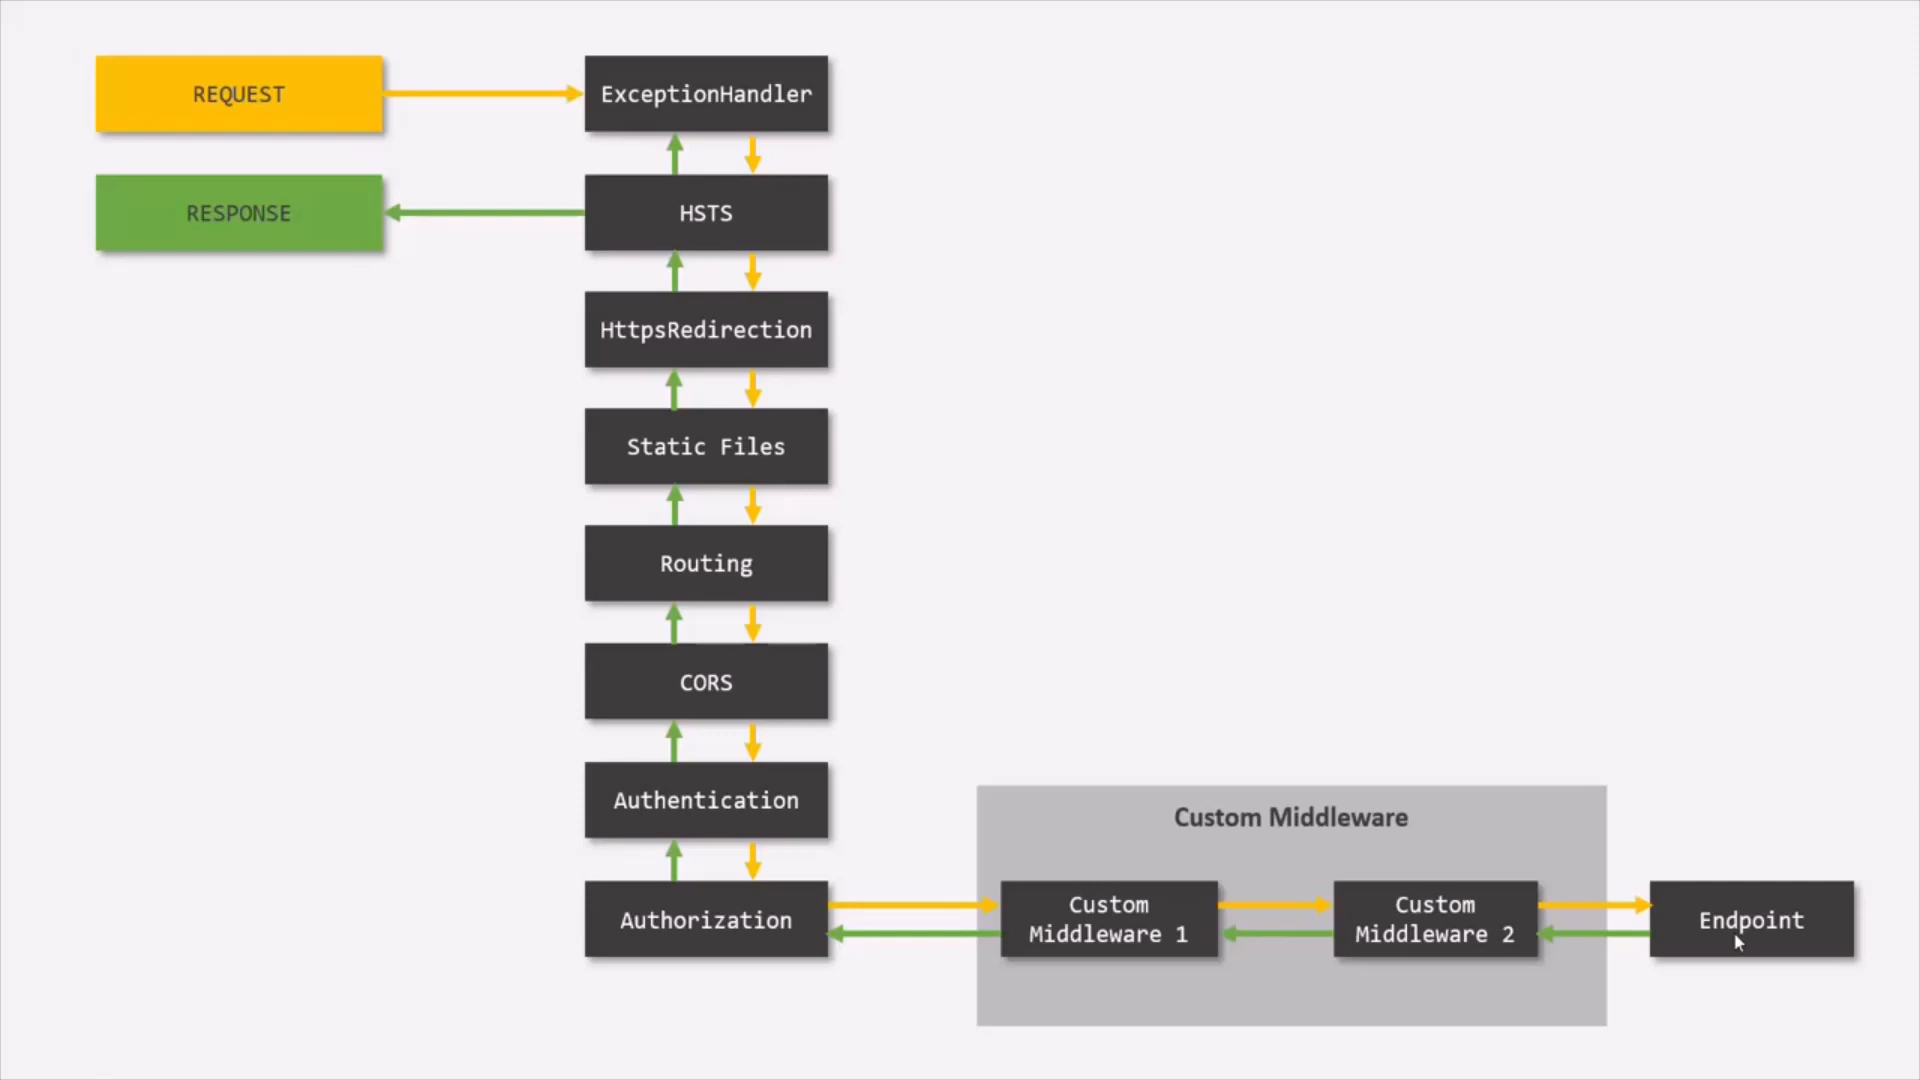 REQUEST
ExceptionHandler
RESPONSE
HSTS
HttpsRedirection
Static Files
Routing
CORS
Authentication
Custom Middleware
Authorization
Custom
Middleware 1
Custom
Middleware 2
Endpoint